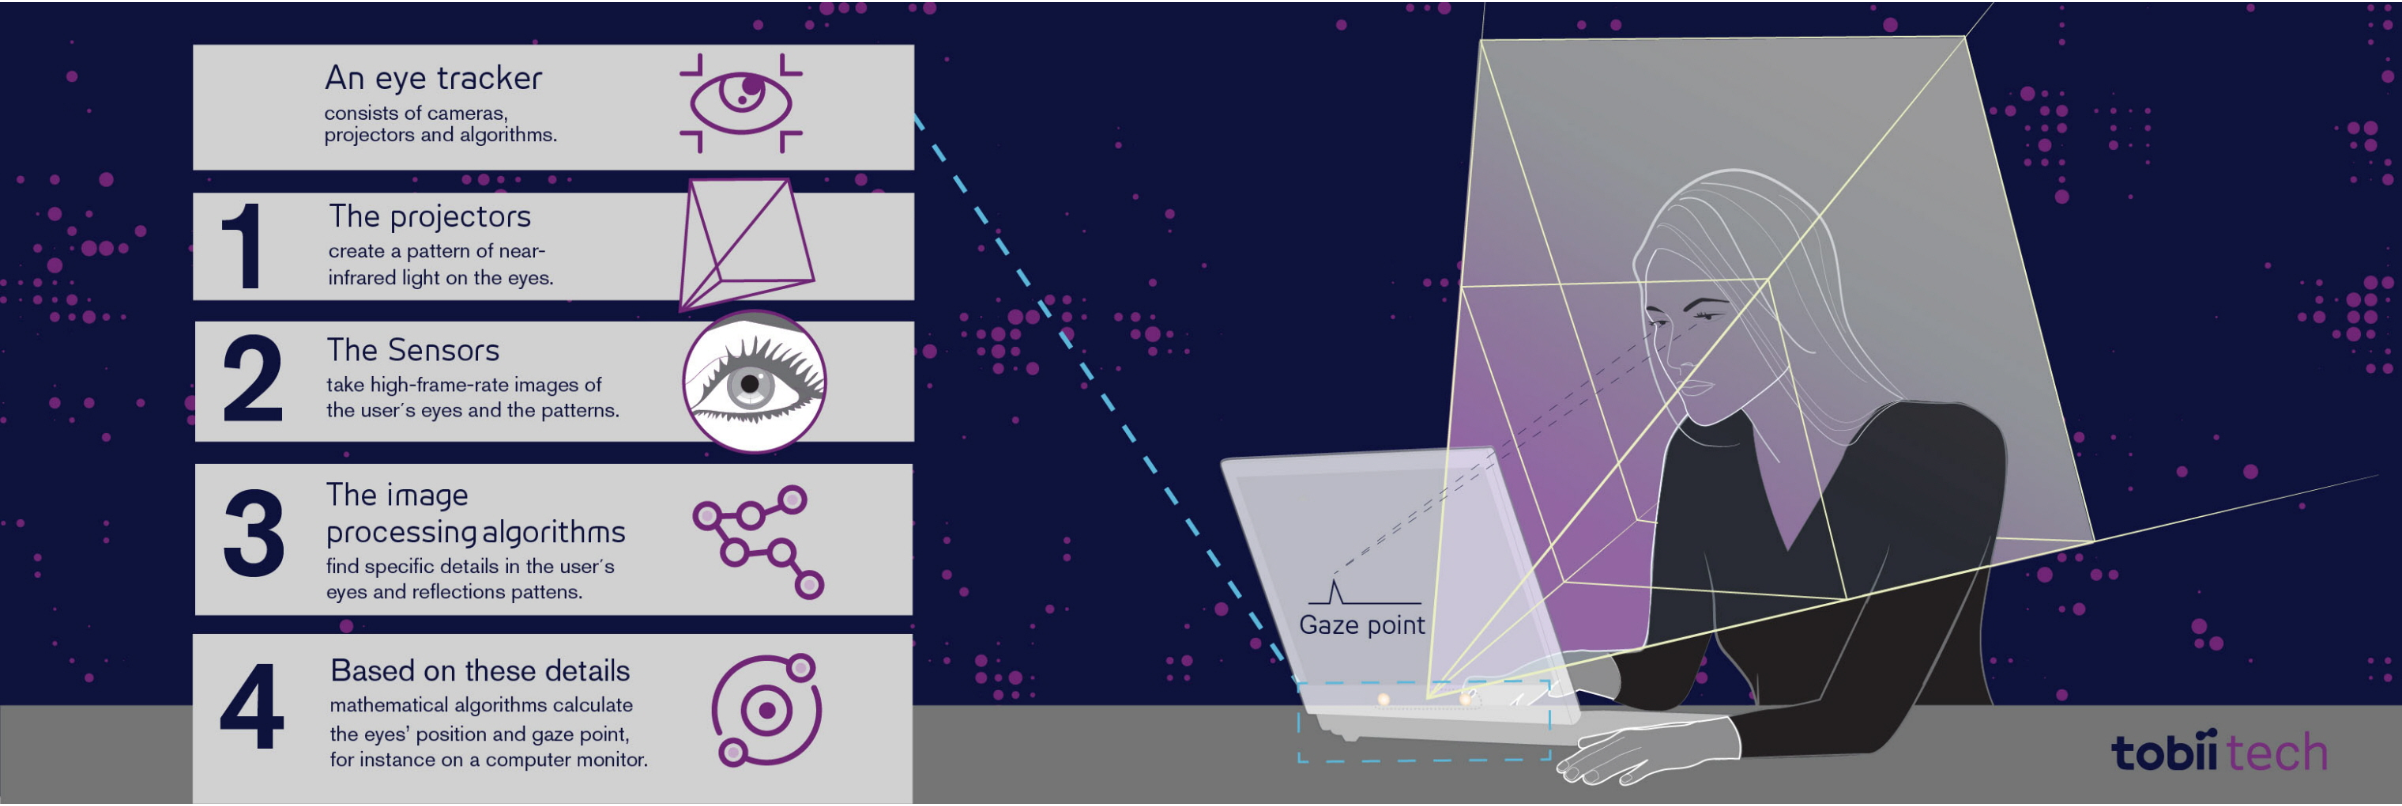 An eye tracker
consists of cameras,
projectors and algorithms.
1
The projectors
create a pattern of near-
infrared light on the eyes.
2
The Sensors
take high-frame-rate images of
the user´s eyes and the patterns.
3
The image
processing algorithms
find specific details in the user´s
eyes and reflections pattens.
4
Based on these details
mathematical algorithms calculate
the eyes’ position and gaze point,
for instance on a computer monitor.
Gaze point
tobii tech